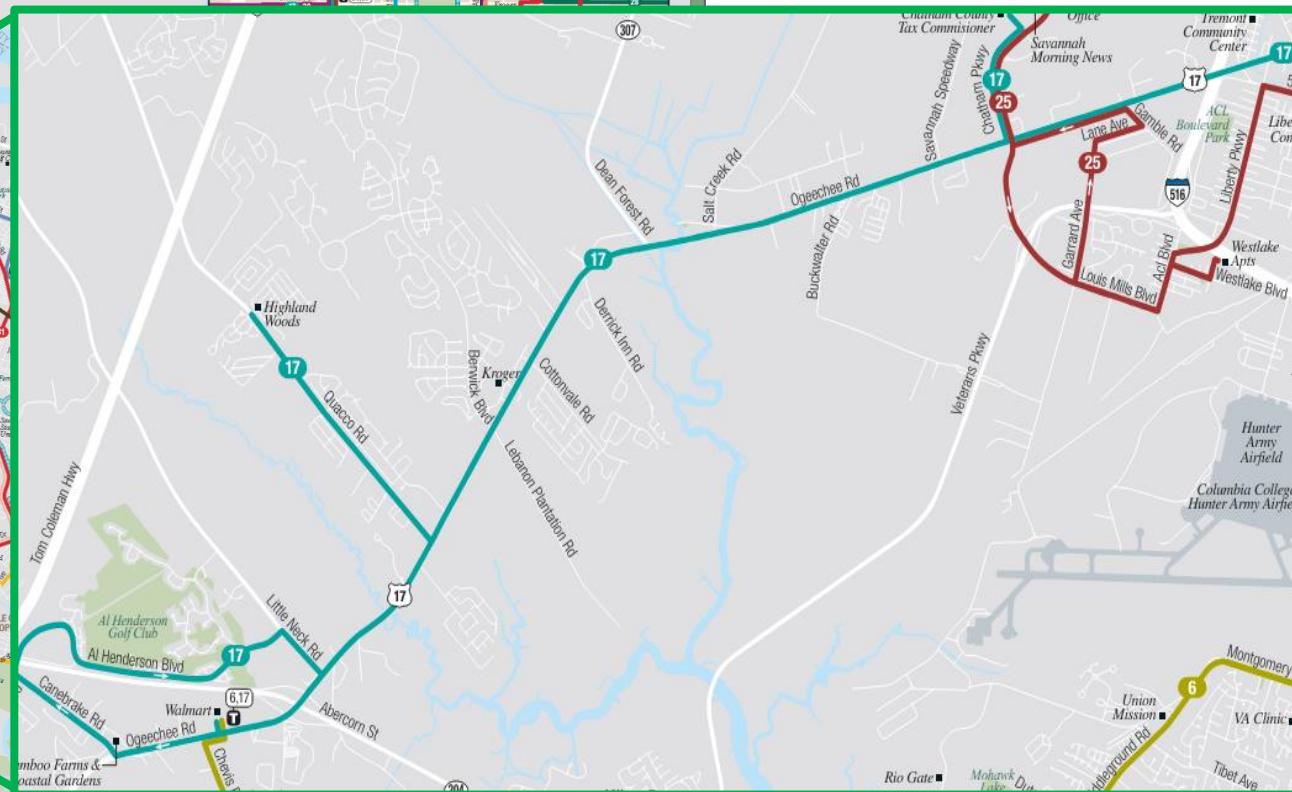 307
Tax Commisioner
Office
Savannah
Morning News
Tremont
Community
Center
17
17
17
25
Savannah Speedway
Chatham Pkwy
ACL
Boulevard
Park
Lane Ave
Gamble Rd
Liberty Pkwy
25
516
Dean Forest Rd
Salt Creek Rd
Ogeechee Rd
Buckwalter Rd
Garrard Ave
Acl Blvd
Westlake
Apts
Westlake Blvd
Louis Mills Blvd
17
Highland
Woods
Derrick Inn Rd
Veterans Pkwy
17
Berwick Blvd
Kroger
Cottonvale Rd
Quacco Rd
Lebanon Plantation Rd
Hunter
Army
Airfield
Columbia College
Hunter Army
Tom Coleman Hwy
17
Little Neck Rd
Al Henderson
Golf Club
Al Henderson Blvd
17
6,17
T
Canebrake Rd
Walmart
Ogeechee Rd
Abercorn St
Farms &
Gardens
Chevis
Montgomery
6
Union
Mission
VA Clinic
Rio Gate
Mohawk
Lake
Tibet Ave